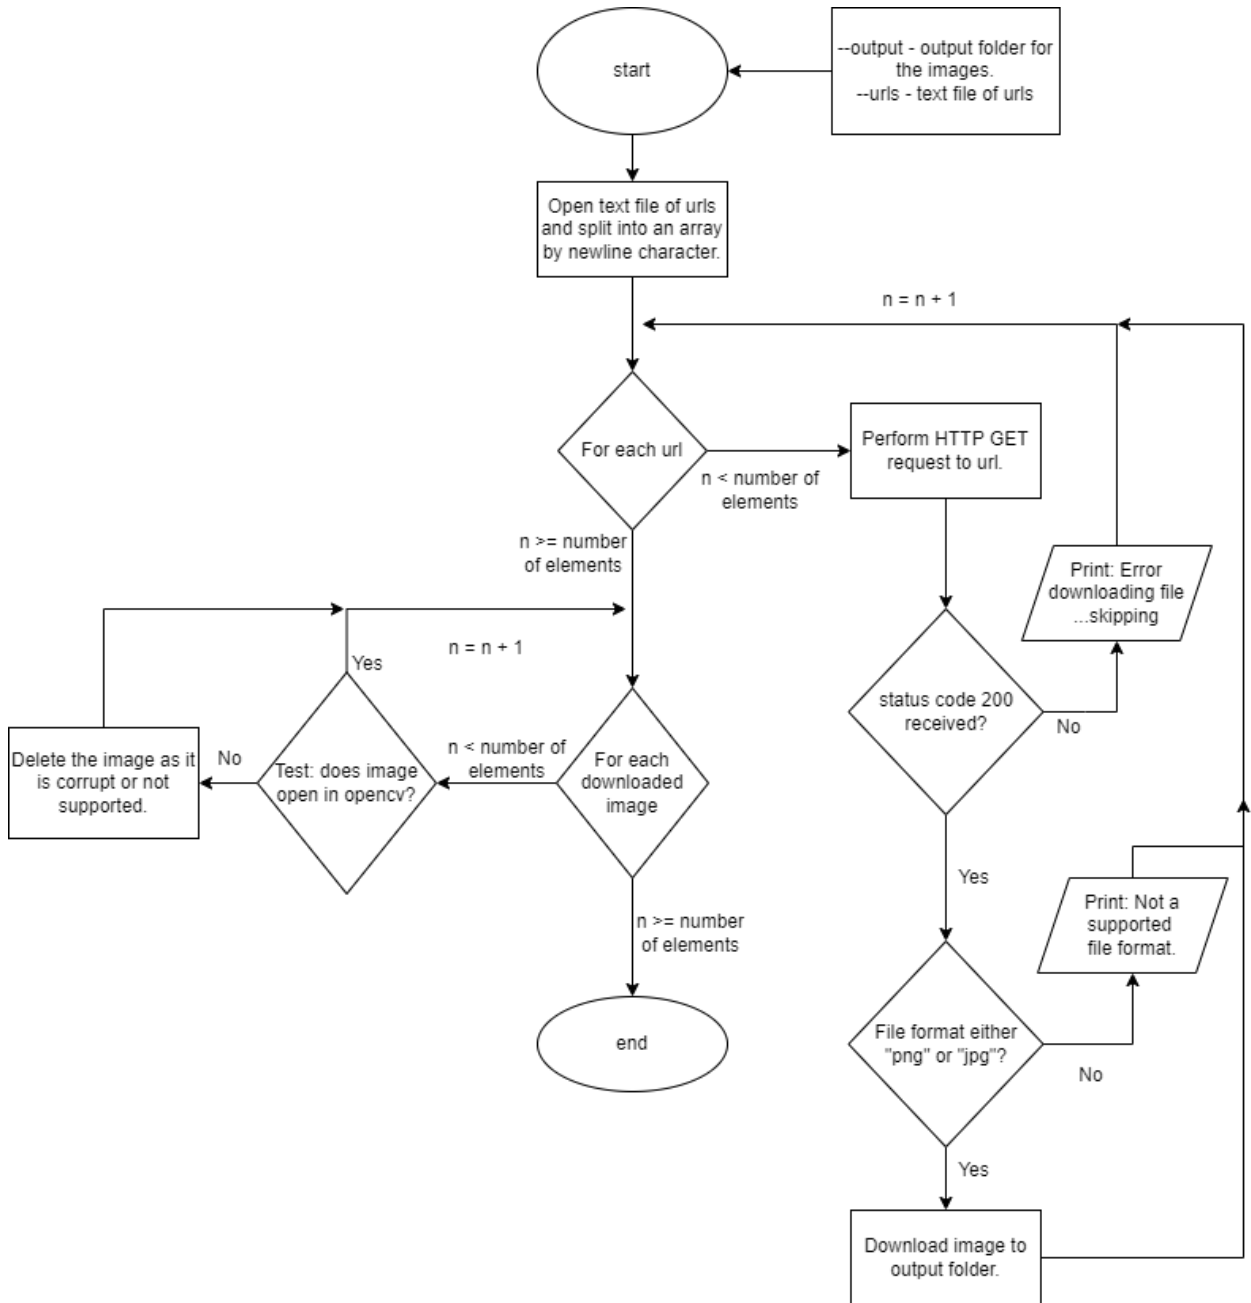 start
--output - output folder for
the images.
--urls - text file of urls
Open text file of urls
and split into an array
by newline character.
n = n + 1
For each url
n < number of
elements
Perform HTTP GET
request to url.
n >= number
of elements
Print: Error
downloading file
...skipping
n = n + 1
Yes
status code 200
received?
No
Delete the image as it
is corrupt or not
supported.
No
Test: does image
open in opencv?
n < number of
elements
For each
downloaded
image
Yes
n >= number
of elements
Print: Not a
supported
file format.
end
File format either
"png" or "jpg"?
No
Yes
Download image to
output folder.